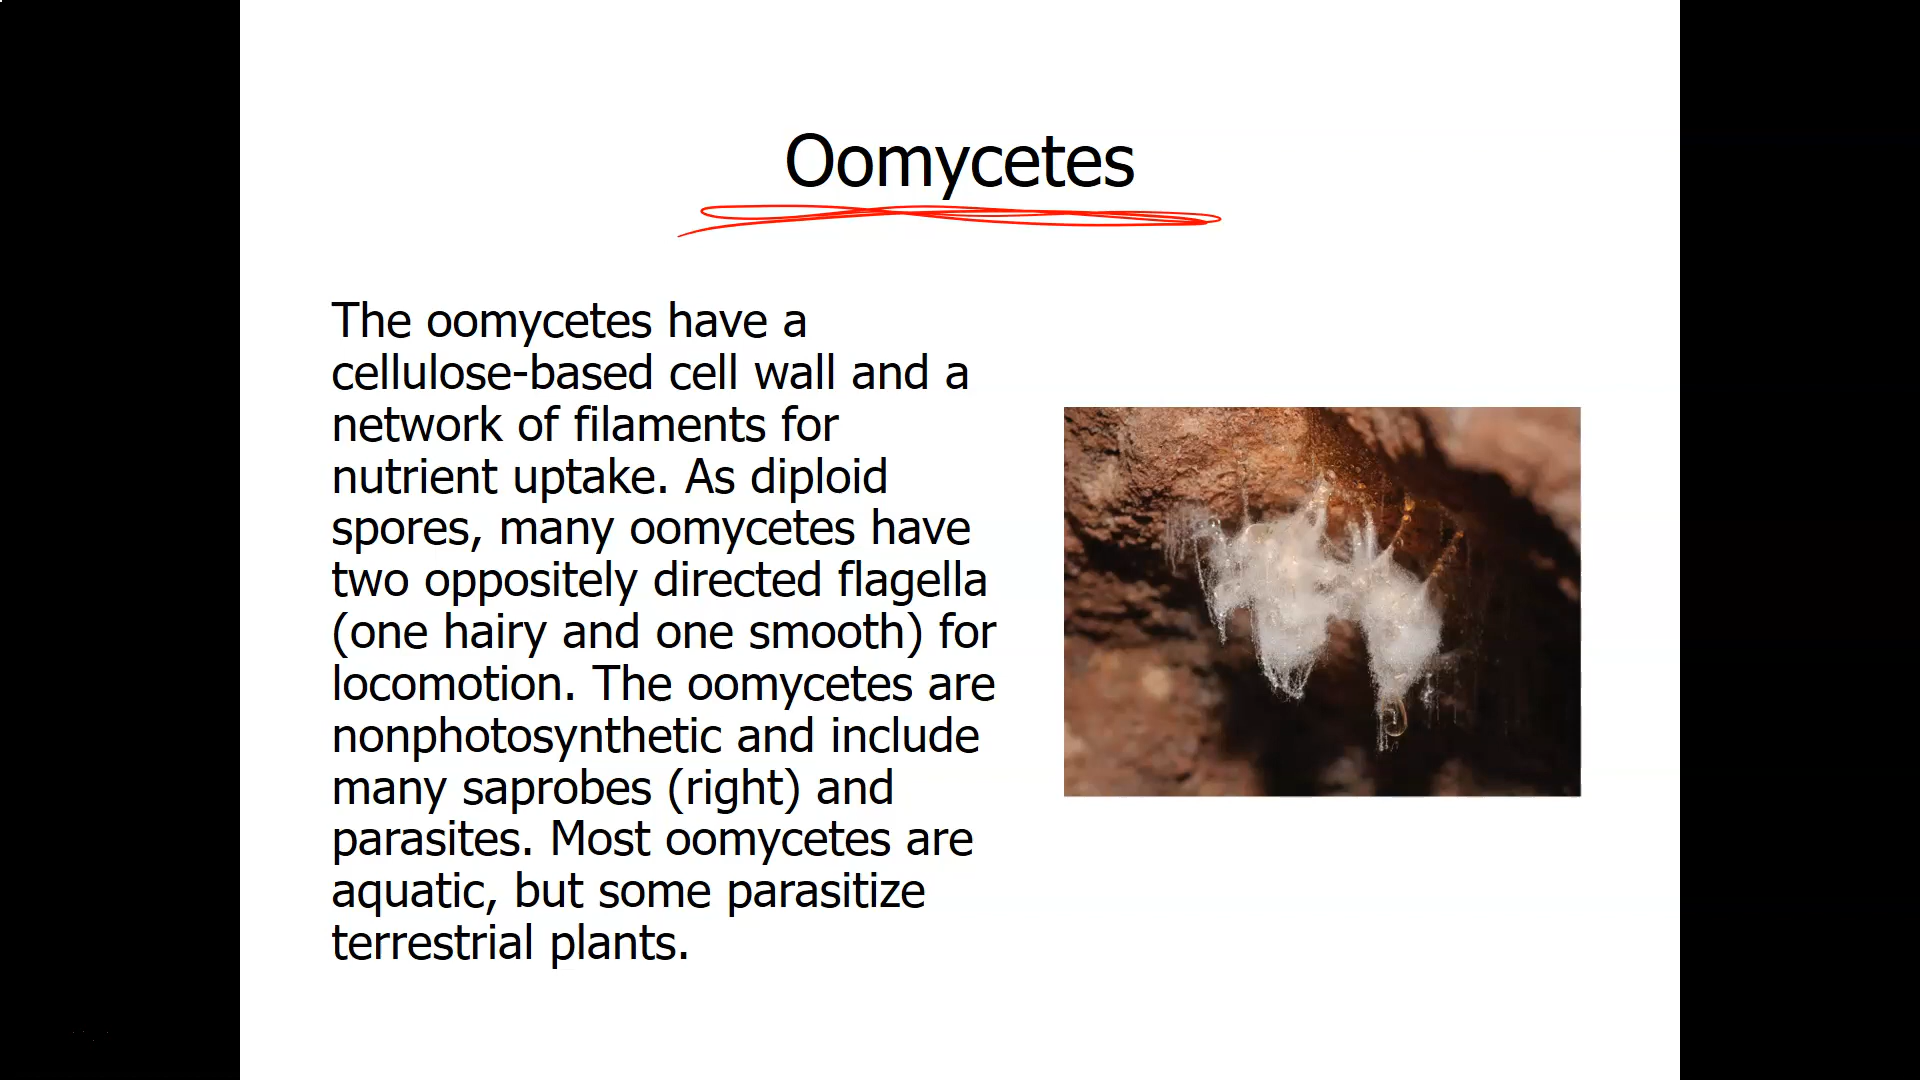 Oomycetes
The oomycetes have a
cellulose-based cell wall and a
network of filaments for
nutrient uptake. As diploid
spores, many oomycetes have
two oppositely directed flagella
(one hairy and one smooth) for
locomotion. The oomycetes are
nonphotosynthetic and include
many saprobes (right) and
parasites. Most oomycetes are
aquatic, but some parasitize
terrestrial plants.